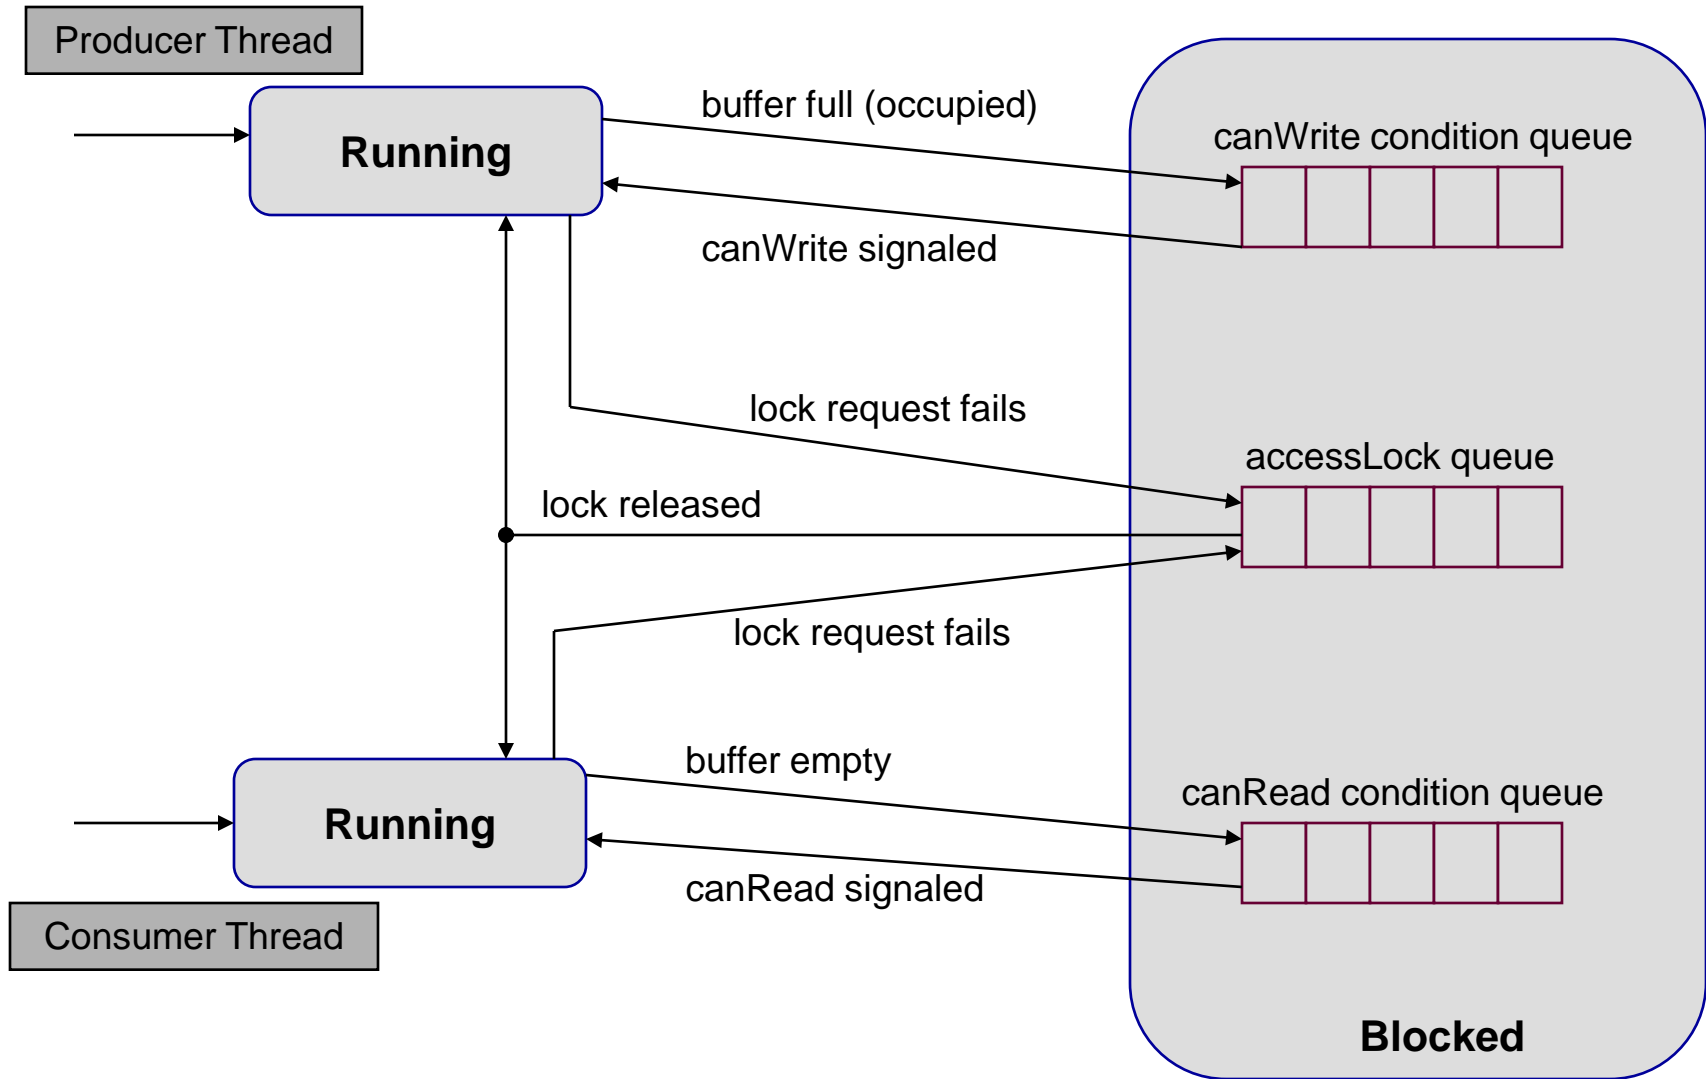 Producer Thread
Running
buffer full (occupied)
canWrite condition queue
canWrite signaled
lock request fails
accessLock queue
lock released
lock request fails
buffer empty
canRead condition queue
Running
canRead signaled
Consumer Thread
Blocked